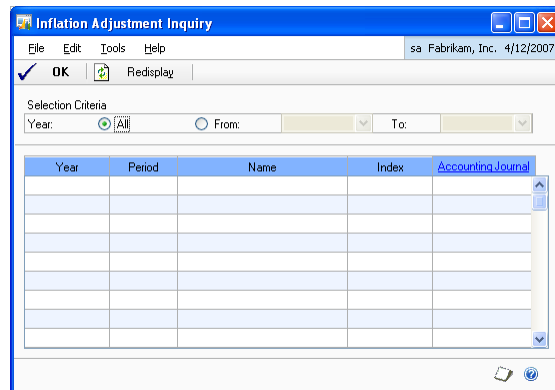 Inflation Adjustment Inquiry
File Edit Tools Help sa Fabrikam, Inc. 4/12/2007
OK Redisplay
Selection Criteria
Year: All From: To:
Year Period Name Index Accounting Journal